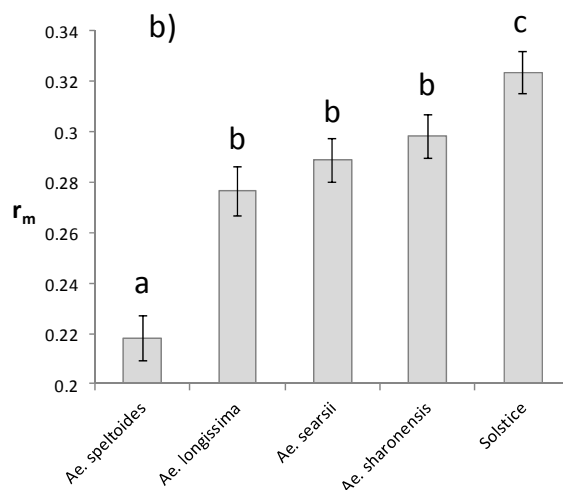 b)
0.34
0.32
0.3
0.28
0.26
0.24
0.22
0.2
rm
a
b
b
b
c
Ae. speltoides
Ae. longissima
Ae. searsii
Ae. sharonensis
Solstice